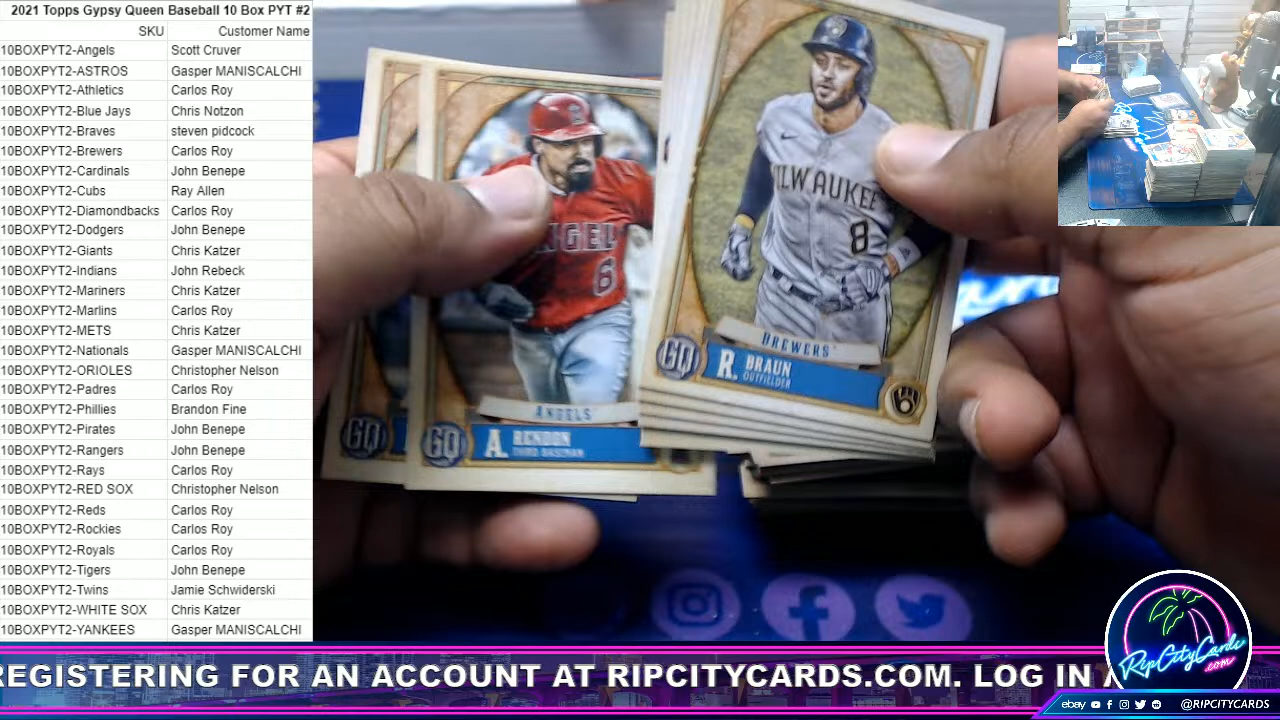 2021 Topps Gypsy Queen Baseball 10 Box PYT #2
SKU Customer Name
10BOXPYT2-Angels Scott Cruver
10BOXPYT2-ASTROS Gasper MANISCALCHI
10BOXPYT2-Athletics Carlos Roy
10BOXPYT2-Blue Jays Chris Notzon
10BOXPYT2-Braves steven pidcock
10BOXPYT2-Brewers Carlos Roy
10BOXPYT2-Cardinals John Benepe
10BOXPYT2-Cubs Ray Allen
10BOXPYT2-Diamondbacks Carlos Roy
10BOXPYT2-Dodgers John Benepe
10BOXPYT2-Giants Chris Katzer
10BOXPYT2-Indians John Rebeck
10BOXPYT2-Mariners Chris Katzer
10BOXPYT2-Marlins Carlos Roy
10BOXPYT2-METS Chris Katzer
10BOXPYT2-Nationals Gasper MANISCALCHI
10BOXPYT2-ORIOLES Christopher Nelson
10BOXPYT2-Padres Carlos Roy
10BOXPYT2-Phillies Brandon Fine
10BOXPYT2-Pirates John Benepe
10BOXPYT2-Rangers John Benepe
10BOXPYT2-Rays Carlos Roy
10BOXPYT2-RED SOX Christopher Nelson
10BOXPYT2-Reds Carlos Roy
10BOXPYT2-Rockies Carlos Roy
10BOXPYT2-Royals Carlos Roy
10BOXPYT2-Tigers John Benepe
10BOXPYT2-Twins Jamie Schwiderski
10BOXPYT2-WHITE SOX Chris Katzer
10BOXPYT2-YANKEES Gasper MANISCALCHI
NGEL
6
ANGELS
GQ A. RENDON
THIRD BASEMAN
GQ
ILWAUKEE
8
BREWERS
GQ R. BRAUN
OUTFIELDER
REGISTERING FOR AN ACCOUNT AT RIPCITYCARDS.COM. LOG IN
RipCityCards
.com
ebay @RIPCITYCARDS